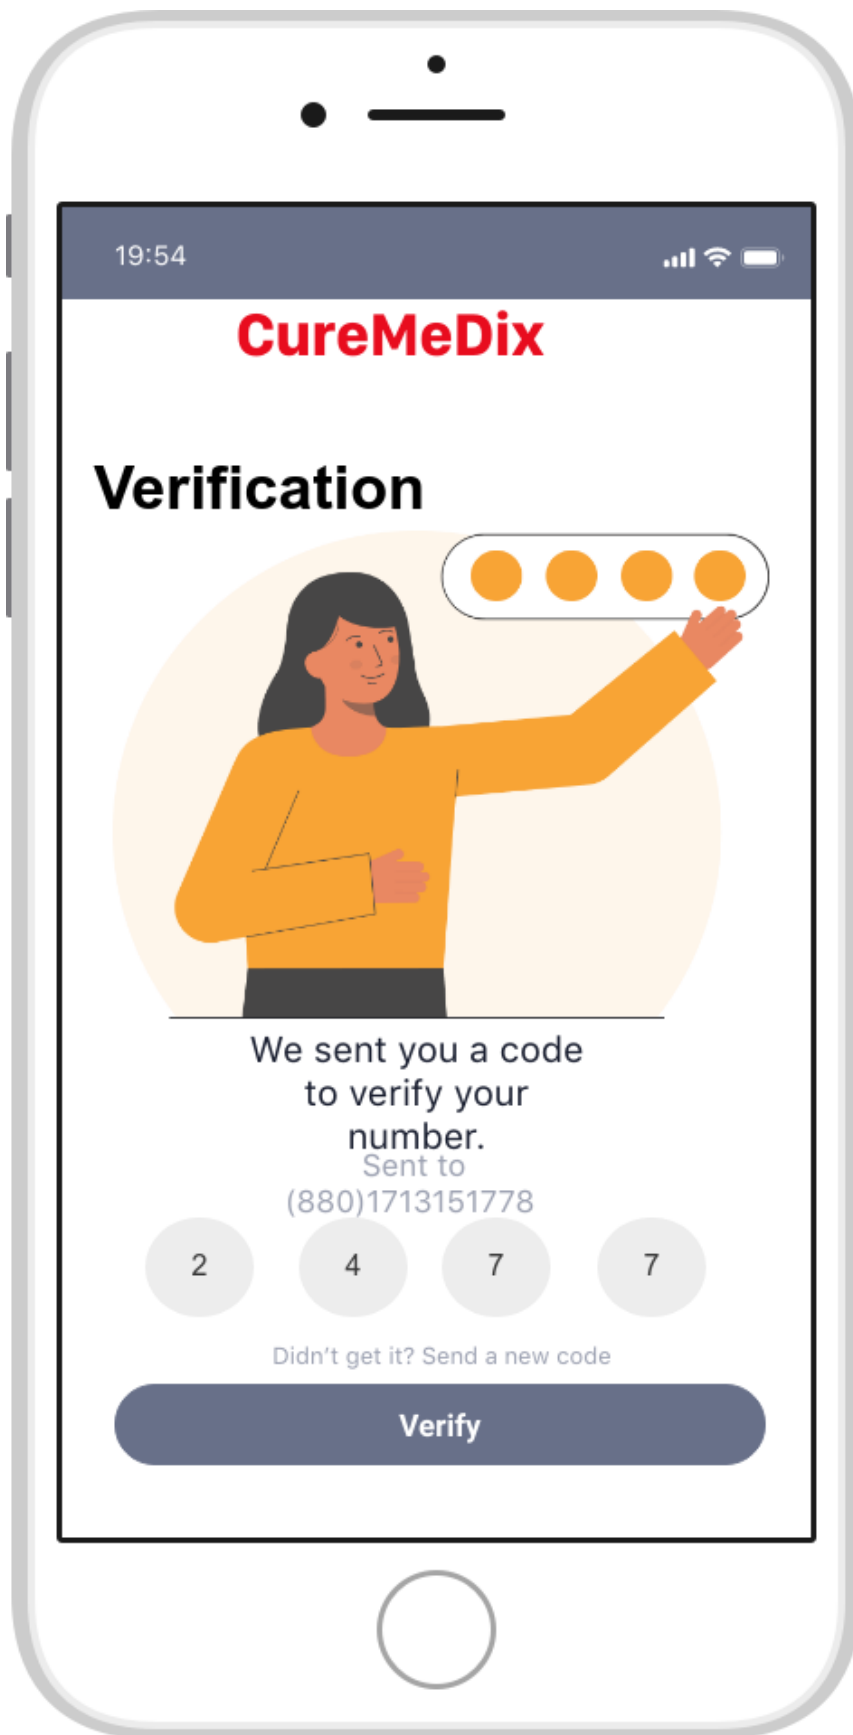 19:54
CureMeDix
Verification
We sent you a code
to verify your
number.
Sent to
(880)1713151778
2 4 7 7
Didn't get it? Send a new code
Verify